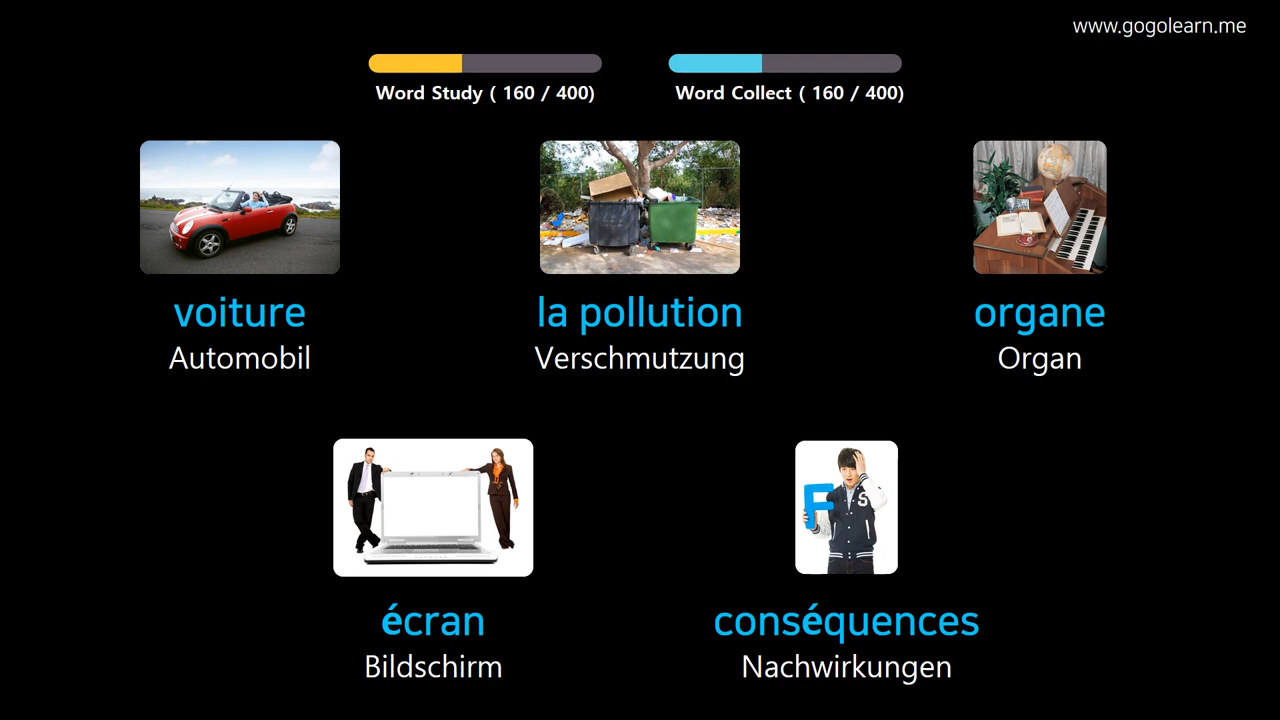 www.gogolearn.me
Word Study ( 160 / 400)
Word Collect ( 160 / 400)
voiture
Automobil
la pollution
Verschmutzung
organe
Organ
F
S
écran
Bildschirm
conséquences
Nachwirkungen